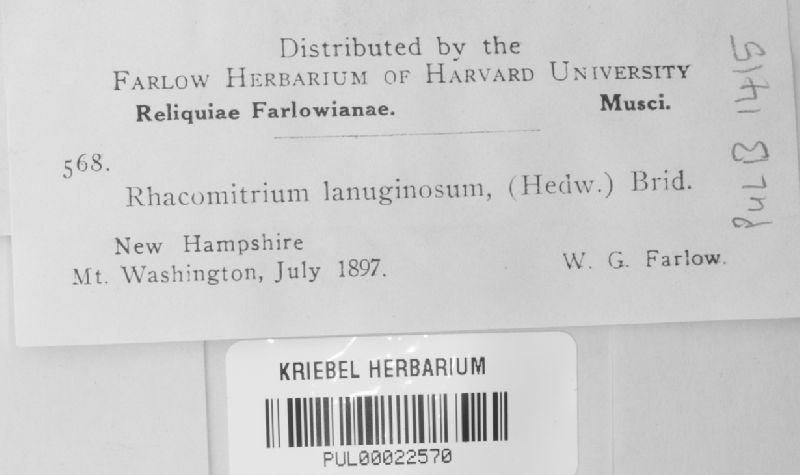 Distributed by the
FARLOW HERBARIUM OF HARVARD UNIVERSITY
Reliquiae Farlowianae. Musci.
568.
Rhacomitrium lanuginosum, (Hedw.) Brid.
New Hampshire
Mt. Washington, July 1897. W. G. Farlow.
PUL B 14715
KRIEBEL HERBARIUM
PUL00022570